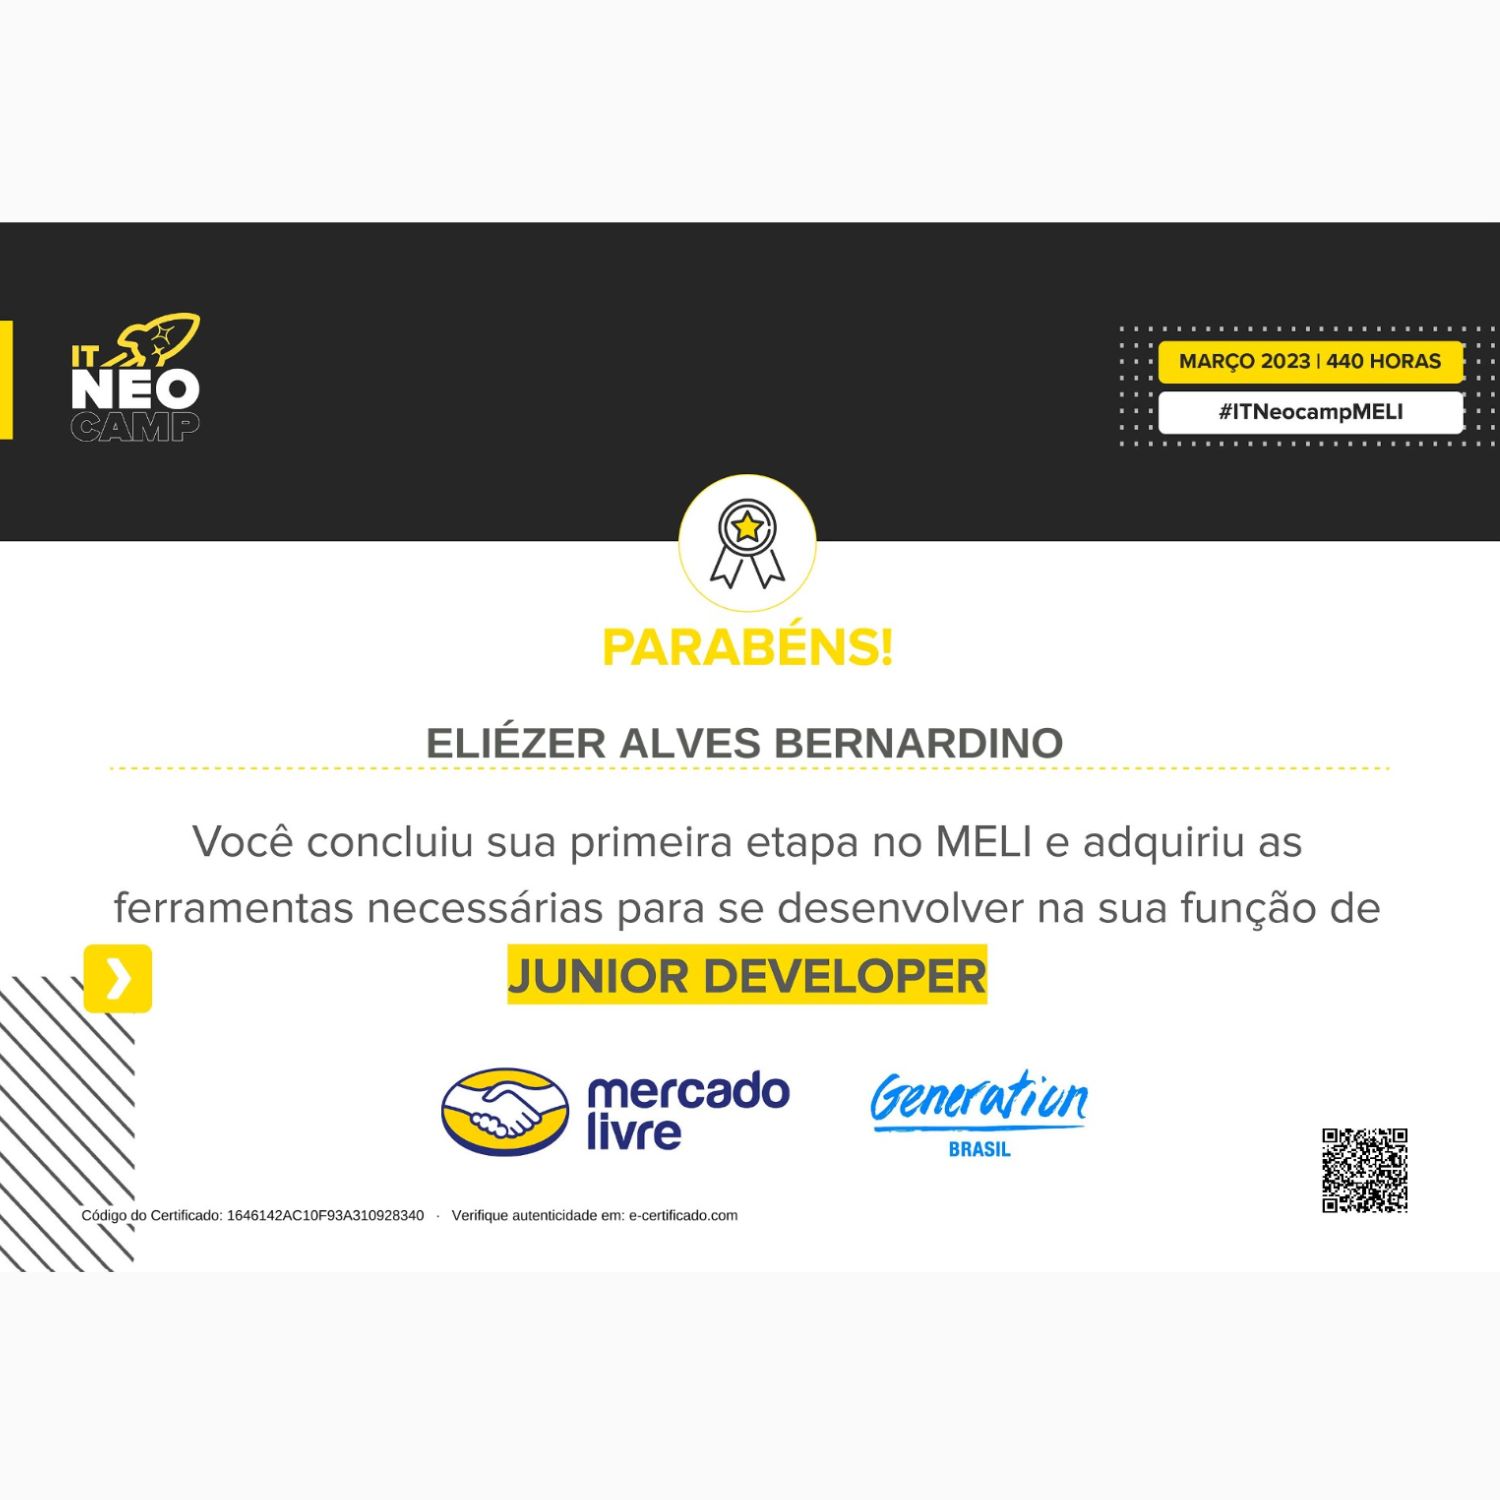 IT
NEO
CAMP
MARÇO 2023 | 440 HORAS
#ITNeocampMELI
PARABÉNS!
ELIÉZER ALVES BERNARDINO
Você concluiu sua primeira etapa no MELI e adquiriu as
ferramentas necessárias para se desenvolver na sua função de
JUNIOR DEVELOPER
mercado
livre
Generation
BRASIL
Código do Certificado: 1646142AC10F93A310928340 · Verifique autenticidade em: e-certificado.com